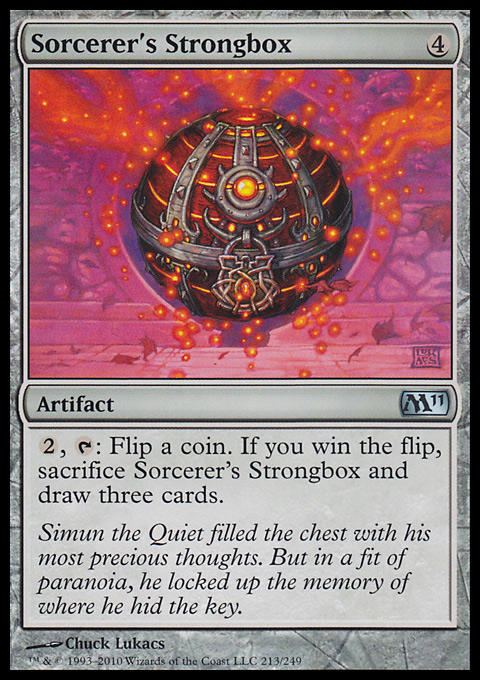 Sorcerer's Strongbox 4
Artifact M11
2, : Flip a coin. If you win the flip,
sacrifice Sorcerer's Strongbox and
draw three cards.
Simun the Quiet filled the chest with his
most precious thoughts. But in a fit of
paranoia, he locked up the memory of
where he hid the key.
Chuck Lukacs
™ & © 1993–2010 Wizards of the Coast LLC 213/249